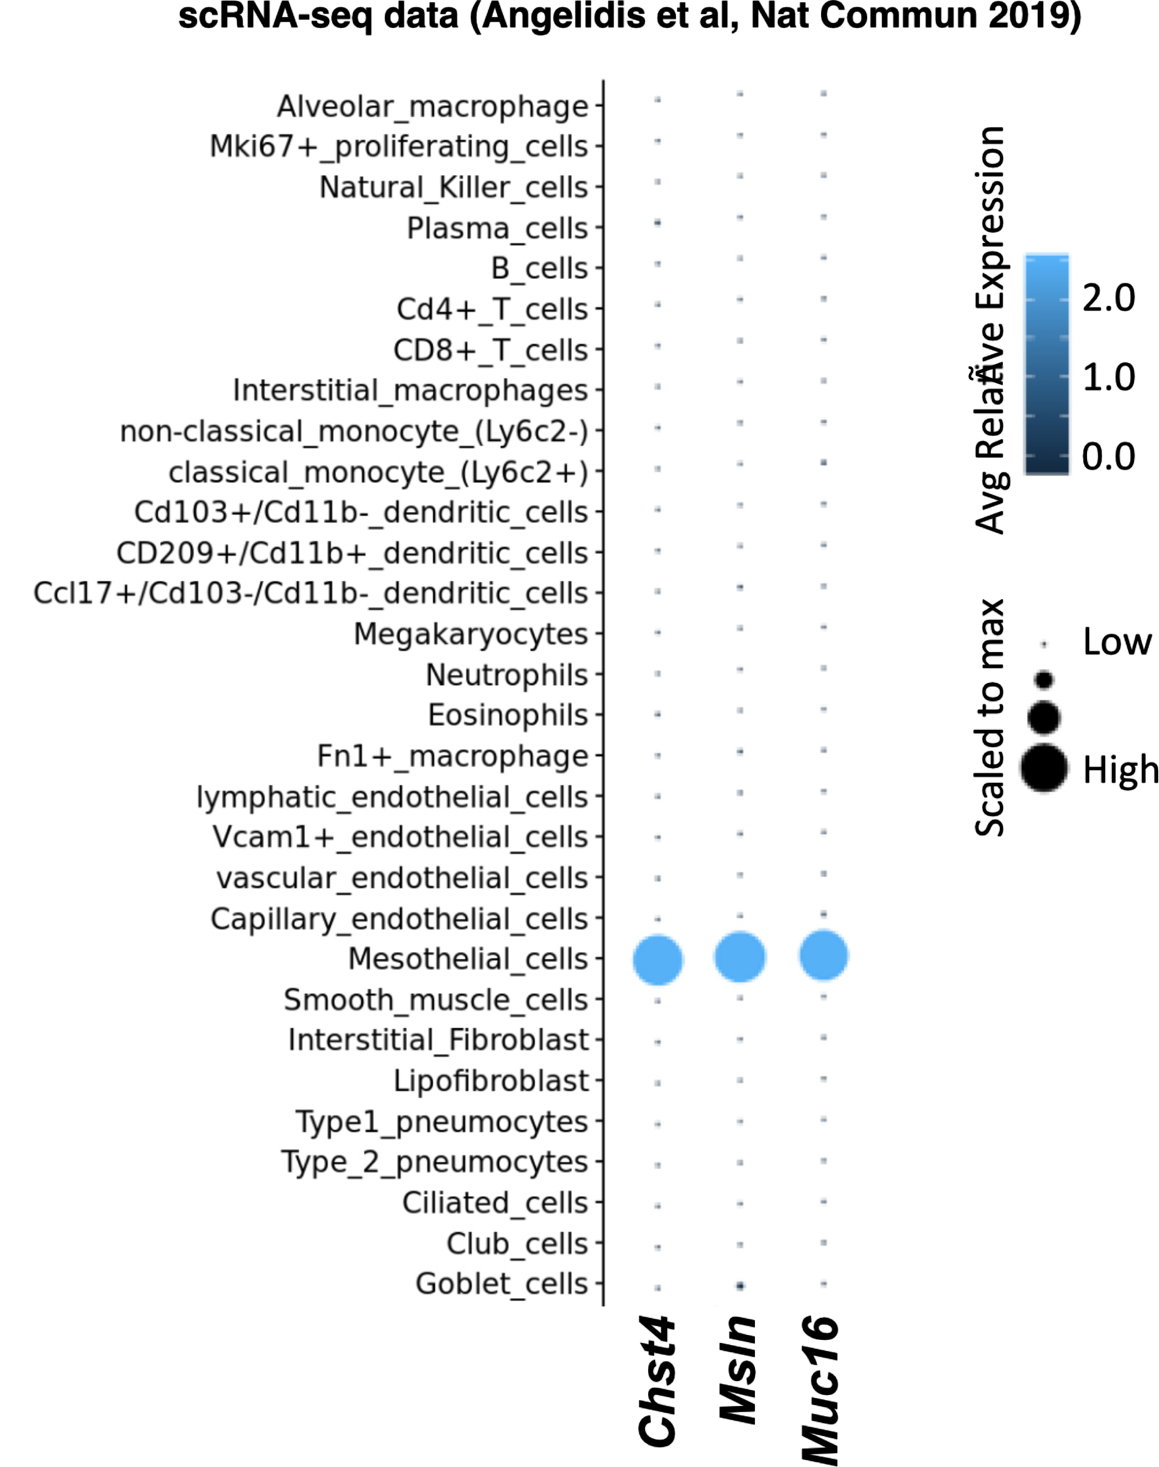 scRNA-seq data (Angelidis et al, Nat Commun 2019)
Alveolar_macrophage
Mki67+_proliferating_cells
Natural_Killer_cells
Plasma_cells
B_cells
Cd4+_T_cells
CD8+_T_cells
Interstitial_macrophages
non-classical_monocyte_(Ly6c2-)
classical_monocyte_(Ly6c2+)
Cd103+/Cd11b-_dendritic_cells
CD209+/Cd11b+_dendritic_cells
Ccl17+/Cd103-/Cd11b-_dendritic_cells
Megakaryocytes
Neutrophils
Eosinophils
Fn1+_macrophage
lymphatic_endothelial_cells
Vcam1+_endothelial_cells
vascular_endothelial_cells
Capillary_endothelial_cells
Mesothelial_cells
Smooth_muscle_cells
Interstitial_Fibroblast
Lipofibroblast
Type1_pneumocytes
Type_2_pneumocytes
Ciliated_cells
Club_cells
Goblet_cells
Chst4
Msln
Muc16
Avg RelaÃve Expression
2.0
1.0
0.0
Scaled to max
Low
High